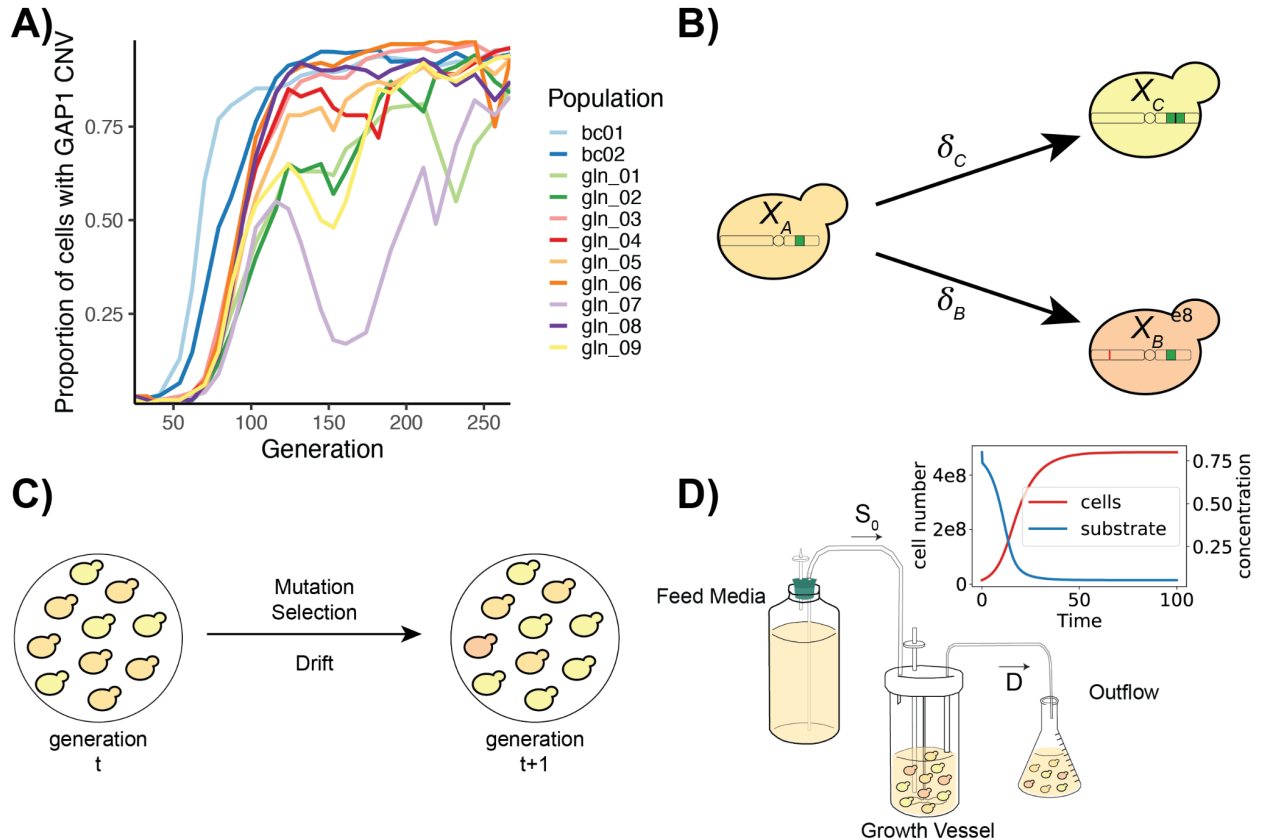 A)
Proportion of cells with GAP1 CNV
0.75
0.50
0.25
50
100
150
200
250
Generation
Population
bc01
bc02
gln_01
gln_02
gln_03
gln_04
gln_05
gln_06
gln_07
gln_08
gln_09
B)
X_A
δ_C
δ_B
X_C
X_B
e8
C)
generation
t
Mutation
Selection
Drift
generation
t+1
D)
Feed Media
S₀
D
Outflow
Growth Vessel
cell number
4e8
2e8
0
cells
substrate
0.75
0.50
0.25
concentration
0
50
100
Time